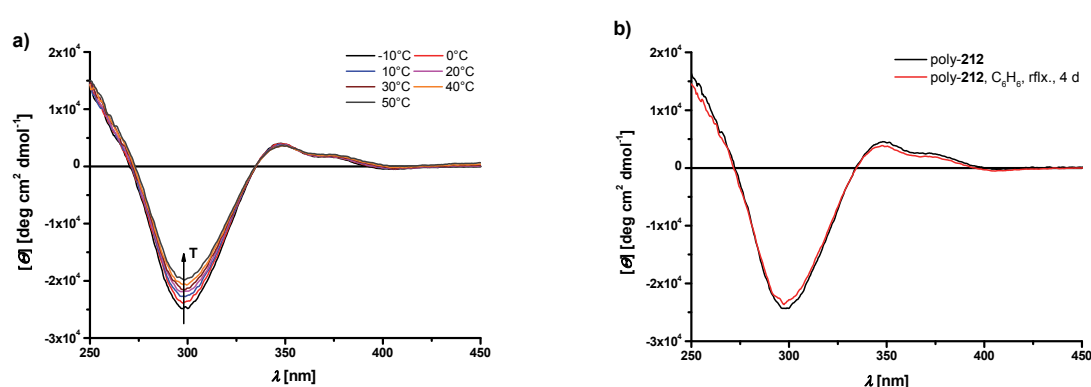 a)
-10°C 0°C
10°C 20°C
30°C 40°C
50°C
2x10⁴
1x10⁴
0
-1x10⁴
-2x10⁴
-3x10⁴
[Θ] [deg cm² dmol⁻¹]
T
250 300 350 400 450
λ [nm]
b)
poly-212
poly-212, C₆H₆, rflx., 4 d
2x10⁴
1x10⁴
0
-1x10⁴
-2x10⁴
-3x10⁴
[Θ] [deg cm² dmol⁻¹]
250 300 350 400 450
λ [nm]